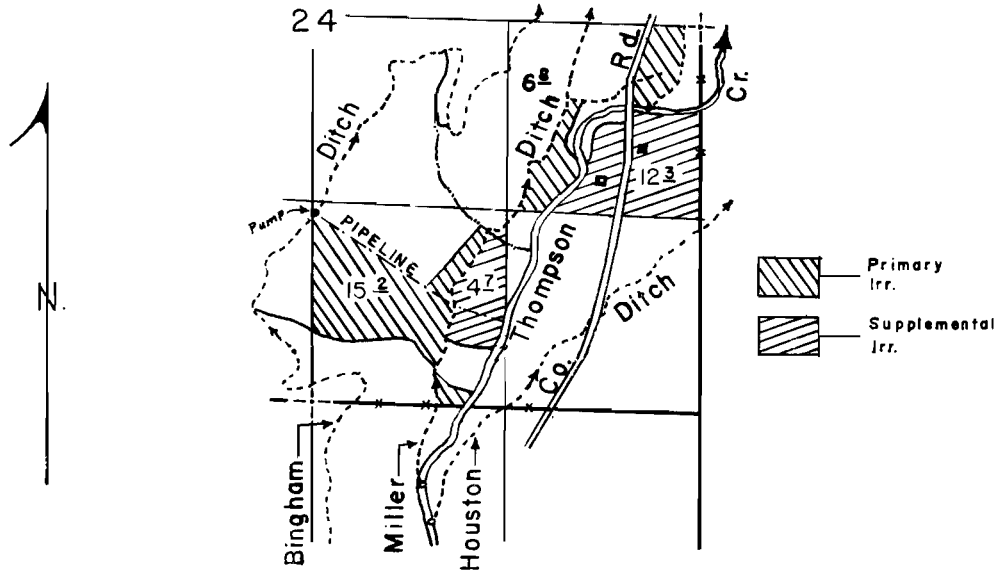 24
6 8
Ditch
Rd.
Cr.
Ditch
12 3
Pump
PIPELINE
15 2
4 7
Thompson
Ditch
Co.
N.
Primary
Irr.
Supplemental
Irr.
Bingham
Miller
Houston